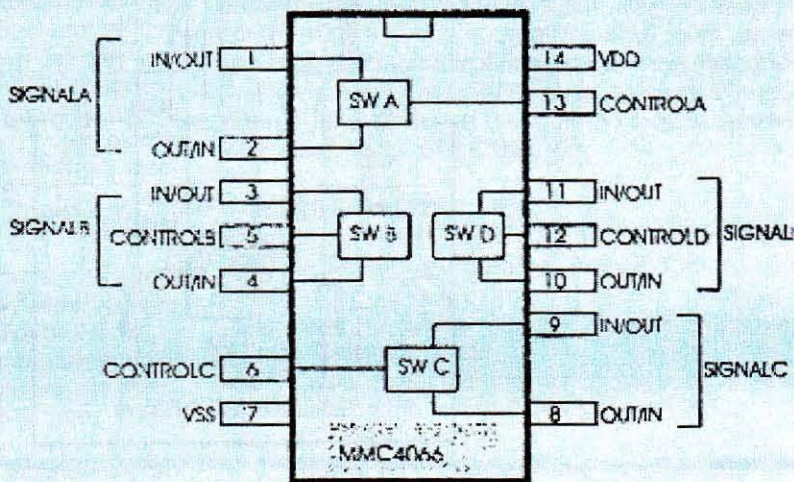 IN/OUT 1 14 VDD
SW A 13 CONTROLA
SIGNALA
OUT/IN 2
IN/OUT 3 11 IN/OUT
SIGNALB CONTROLB 5 SW B SW D 12 CONTROLD SIGNAL
OUT/IN 4 10 OUT/IN
9 IN/OUT
CONTROLC 6 SW C SIGNALC
VSS 7 8 OUT/IN
MMC4066